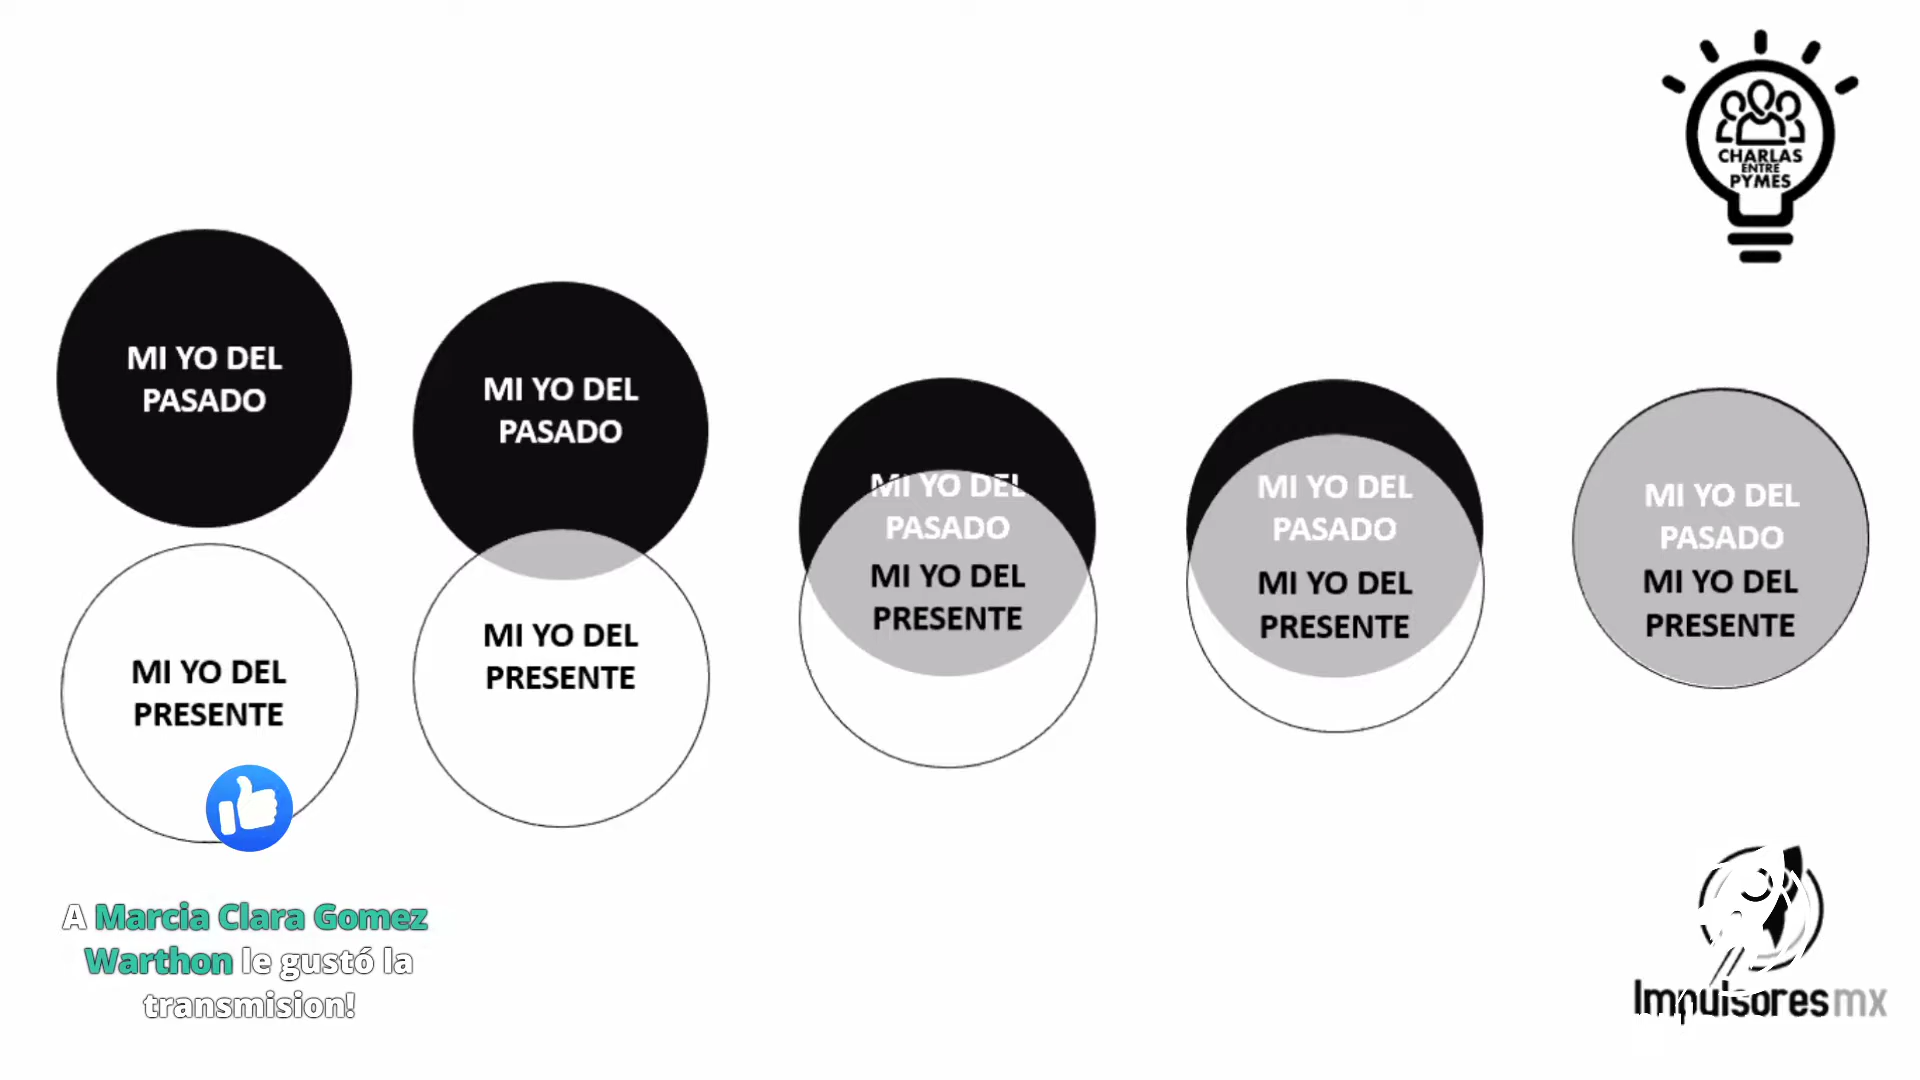 CHARLAS
ENTRE
PYMES
MI YO DEL
PASADO
MI YO DEL
PRESENTE
MI YO DEL
PASADO
MI YO DEL
PRESENTE
MI YO DEL
PASADO
MI YO DEL
PRESENTE
MI YO DEL
PASADO
MI YO DEL
PRESENTE
MI YO DEL
PASADO
MI YO DEL
PRESENTE
A Marcia Clara Gomez
Warthon le gustó la
transmision!
Impulsores mx